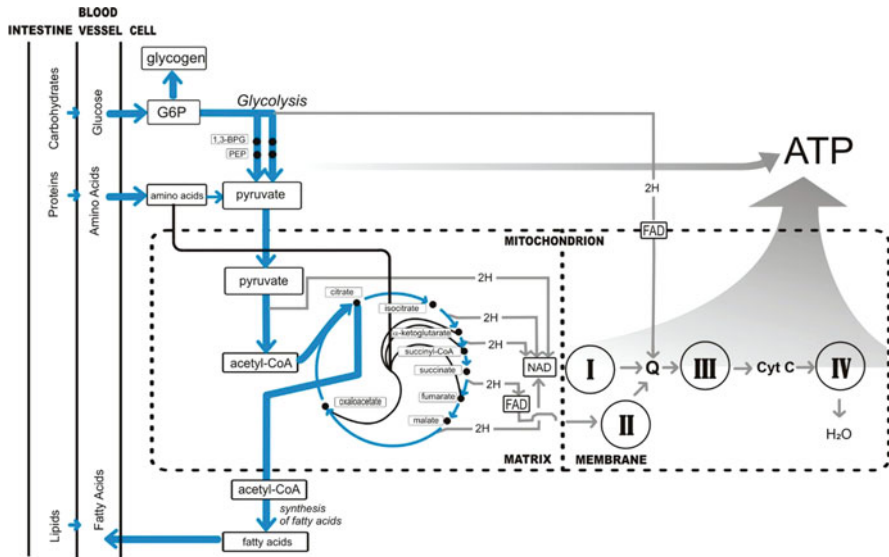 BLOOD
INTESTINE VESSEL CELL
glycogen
Carbohydrates
Glucose
G6P
Glycolysis
1,3-BPG
PEP
ATP
Proteins
Amino Acids
amino acids
pyruvate
2H
FAD
MITOCHONDRION
pyruvate
2H
citrate
isocitrate
2H
α-ketoglutarate
2H
succinyl-CoA
acetyl-CoA
succinate
NAD
I
Q
III
Cyt C
IV
2H
fumarate
FAD
oxaloacetate
malate
2H
II
H₂O
MATRIX
MEMBRANE
acetyl-CoA
synthesis
of fatty acids
Lipids
Fatty Acids
fatty acids